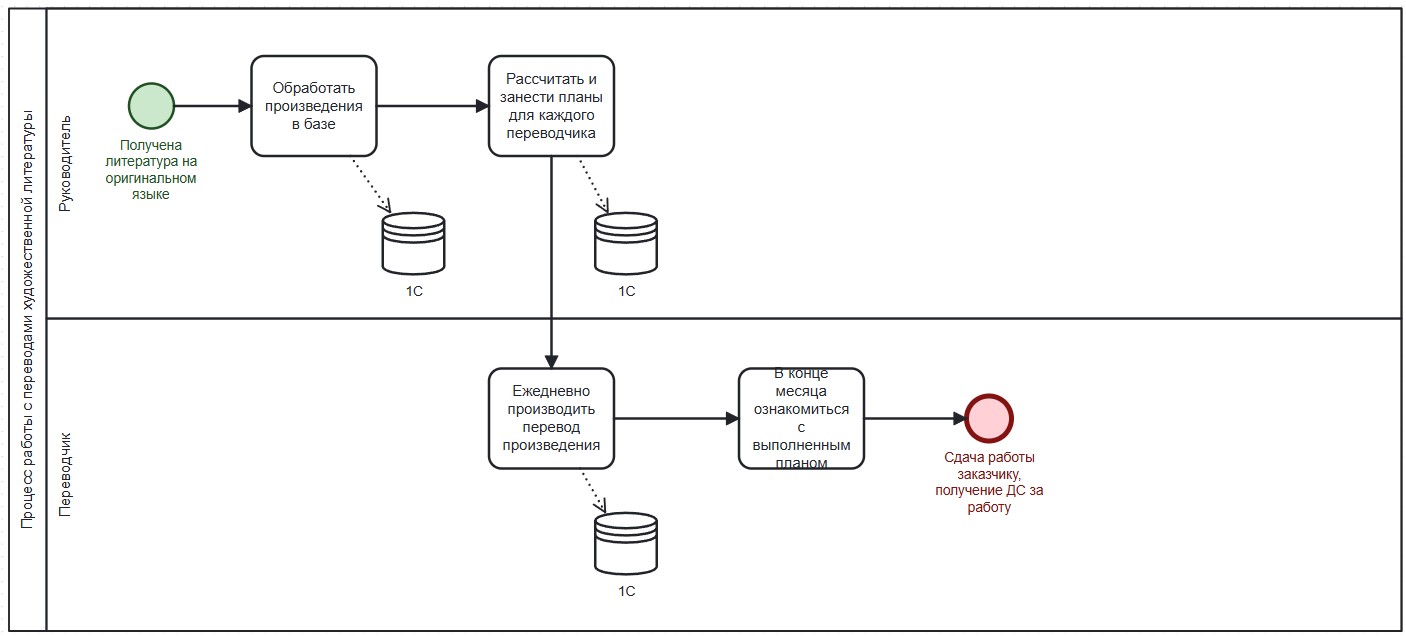 Процесс работы с переводами художественной литературы
Руководитель
Получена
литература на
оригинальном
языке
Обработать
произведения
в базе
1С
Рассчитать и
занести планы
для каждого
переводчика
1С
Переводчик
Ежедневно
производить
перевод
произведения
1С
В конце
месяца
ознакомиться
с
выполненным
планом
Сдача работы
заказчику,
получение ДС за
работу